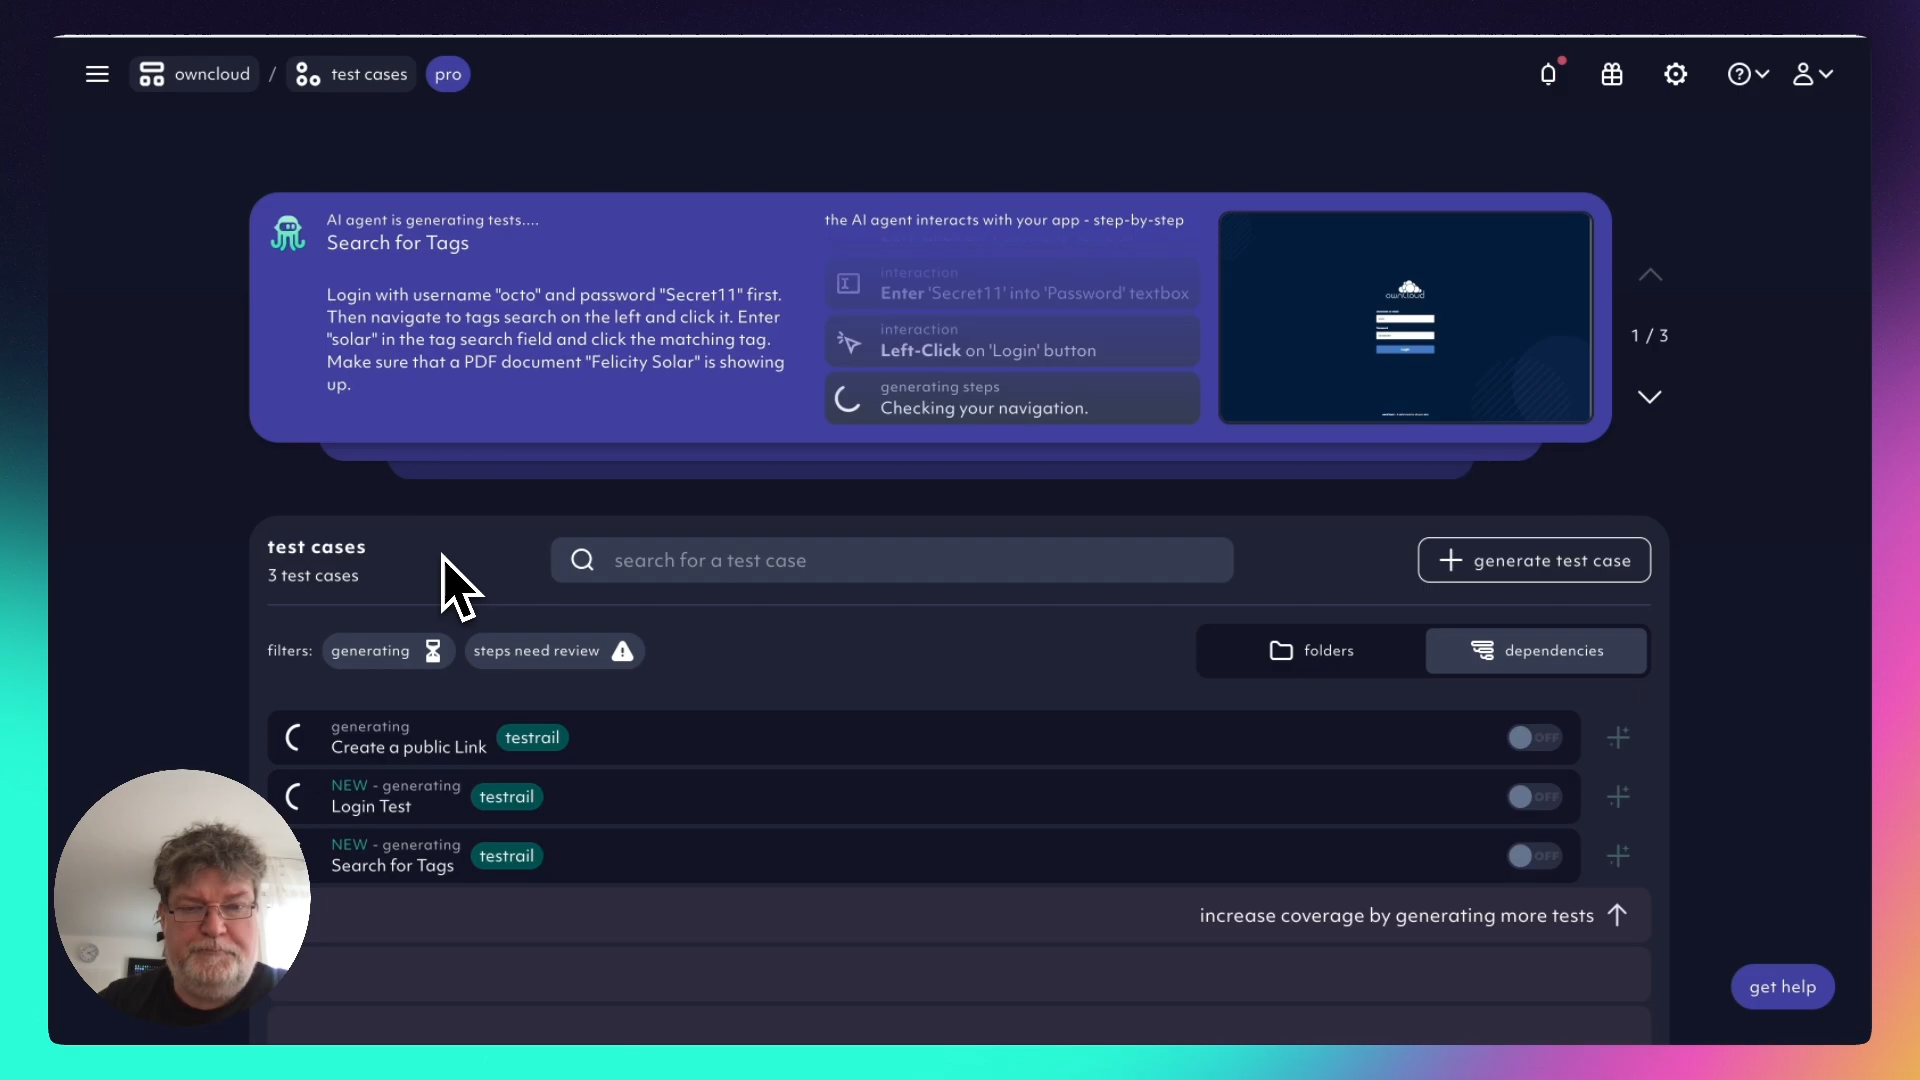 owncloud / test cases pro
AI agent is generating tests....
Search for Tags
Login with username "octo" and password "Secret11" first.
Then navigate to tags search on the left and click it. Enter
"solar" in the tag search field and click the matching tag.
Make sure that a PDF document "Felicity Solar" is showing
up.
the AI agent interacts with your app - step-by-step
interaction
Enter 'Secret11' into 'Password' textbox
interaction
Left-Click on 'Login' button
generating steps
Checking your navigation.
ownCloud
1 / 3
test cases
3 test cases
search for a test case
generate test case
filters: generating steps need review
folders
dependencies
generating
Create a public Link testrail
OFF
NEW - generating
Login Test testrail
OFF
NEW - generating
Search for Tags testrail
OFF
increase coverage by generating more tests
get help